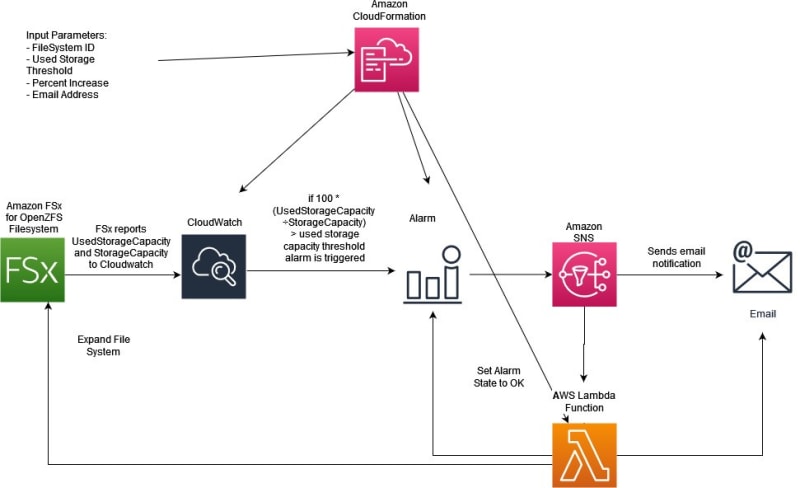 Amazon
CloudFormation
Input Parameters:
- FileSystem ID
- Used Storage
Threshold
- Percent Increase
- Email Address
Amazon FSx
for OpenZFS
Filesystem
FSx
FSx reports
UsedStorageCapacity
and StorageCapacity
to Cloudwatch
CloudWatch
if 100 *
(UsedStorageCapacity
÷StorageCapacity)
> used storage
capacity threshold
alarm is triggered
Alarm
Amazon
SNS
Sends email
notification
@
Email
Expand File
System
Set Alarm
State to OK
AWS Lambda
Function